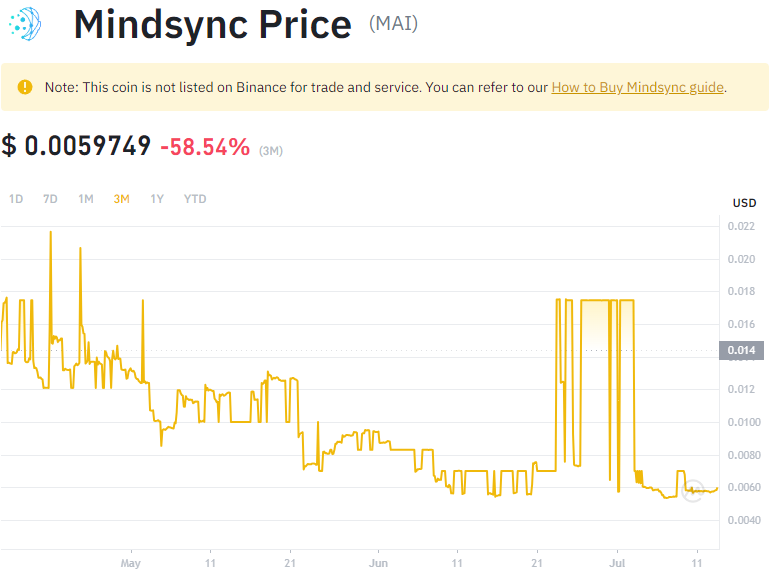 Mindsync Price (MAI)
Note: This coin is not listed on Binance for trade and service. You can refer to our How to Buy Mindsync guide.
$ 0.0059749 -58.54% (3M)
1D 7D 1M 3M 1Y YTD
USD
0.022
0.020
0.018
0.016
0.014
0.012
0.0100
0.0080
0.0060
0.0040
May 11 21 Jun 11 21 Jul 11